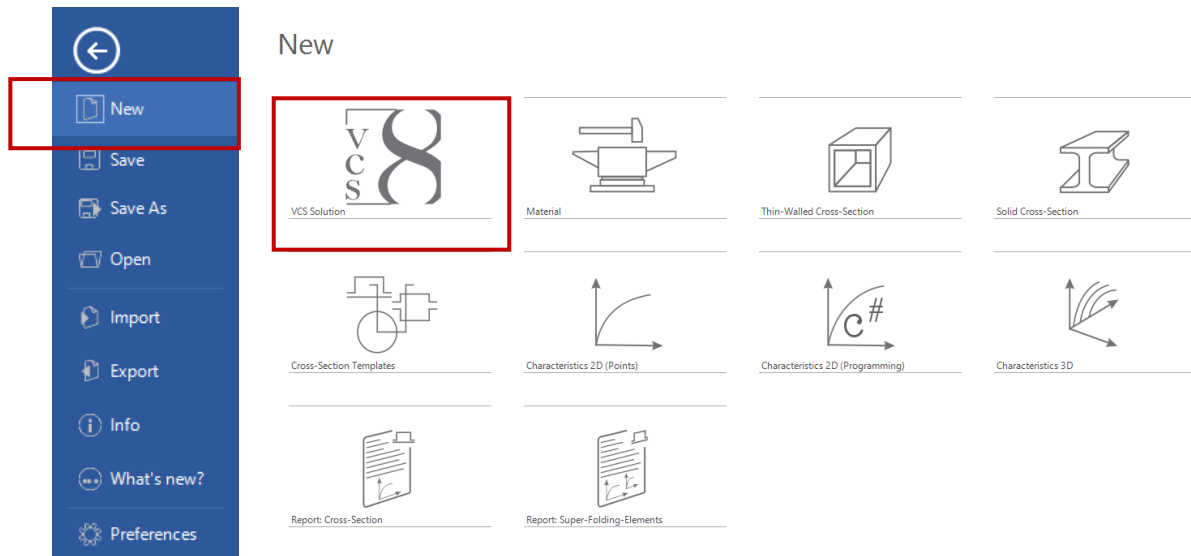 New
New
Save
Save As
Open
Import
Export
Info
What's new?
Preferences
VCS 8
VCS Solution
Material
Thin-Walled Cross-Section
Solid Cross-Section
C#
Cross-Section Templates
Characteristics 2D (Points)
Characteristics 2D (Programming)
Characteristics 3D
Report: Cross-Section
Report: Super-Folding-Elements